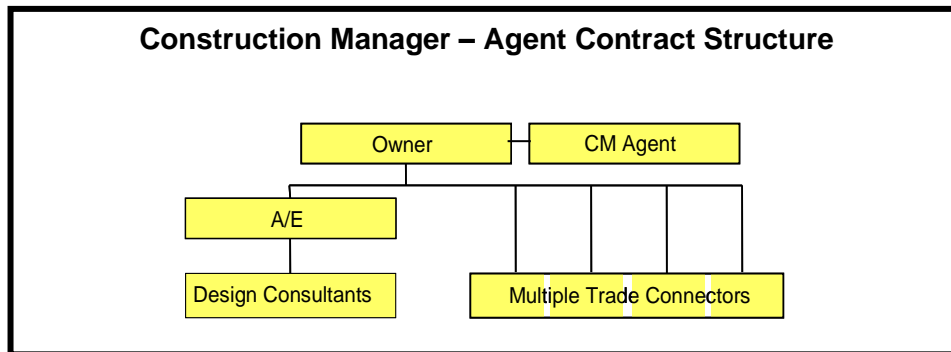 Construction Manager – Agent Contract Structure
Owner
CM Agent
A/E
Design Consultants
Multiple Trade Connectors